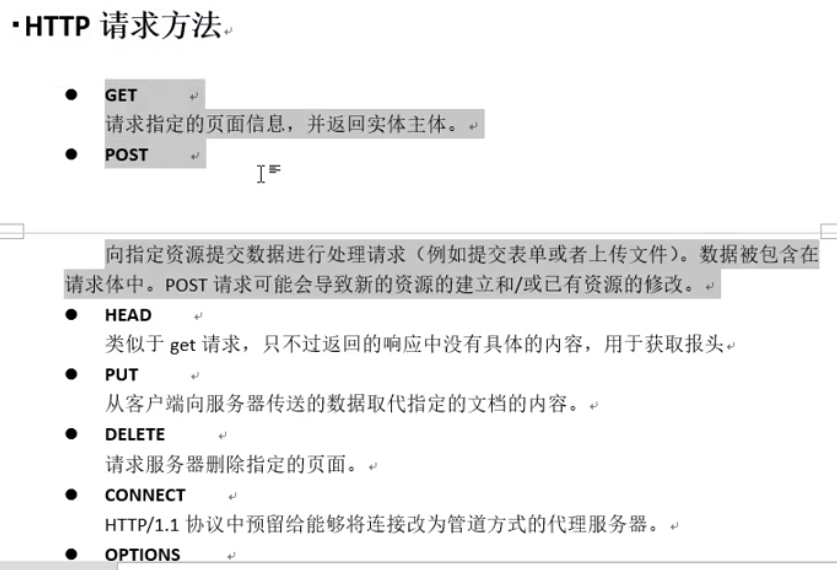 HTTP 请求方法
GET
请求指定的页面信息，并返回实体主体。
POST
向指定资源提交数据进行处理请求（例如提交表单或者上传文件）。数据被包含在
请求体中。POST 请求可能会导致新的资源的建立和/或已有资源的修改。
HEAD
类似于 get 请求，只不过返回的响应中没有具体的内容，用于获取报头
PUT
从客户端向服务器传送的数据取代指定的文档的内容。
DELETE
请求服务器删除指定的页面。
CONNECT
HTTP/1.1 协议中预留给能够将连接改为管道方式的代理服务器。
OPTIONS